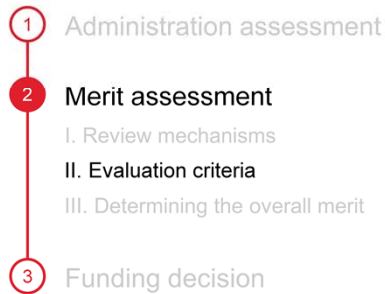 1 Administration assessment
2 Merit assessment
I. Review mechanisms
II. Evaluation criteria
III. Determining the overall merit
3 Funding decision